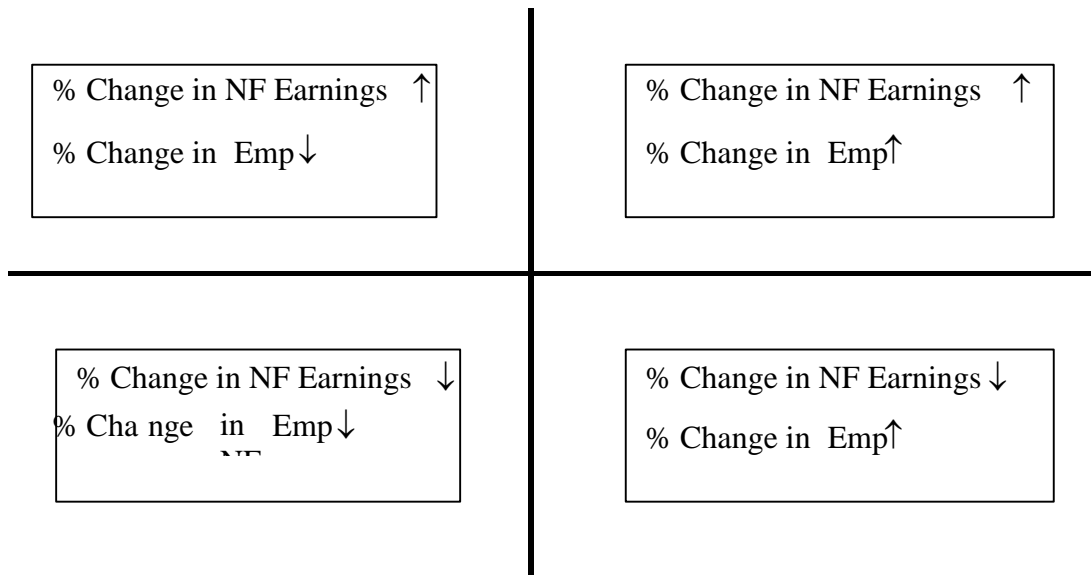 % Change in NF Earnings ↑
% Change in Emp↓
% Change in NF Earnings ↑
% Change in Emp↑
% Change in NF Earnings ↓
% Cha nge in Emp↓
% Change in NF Earnings ↓
% Change in Emp↑